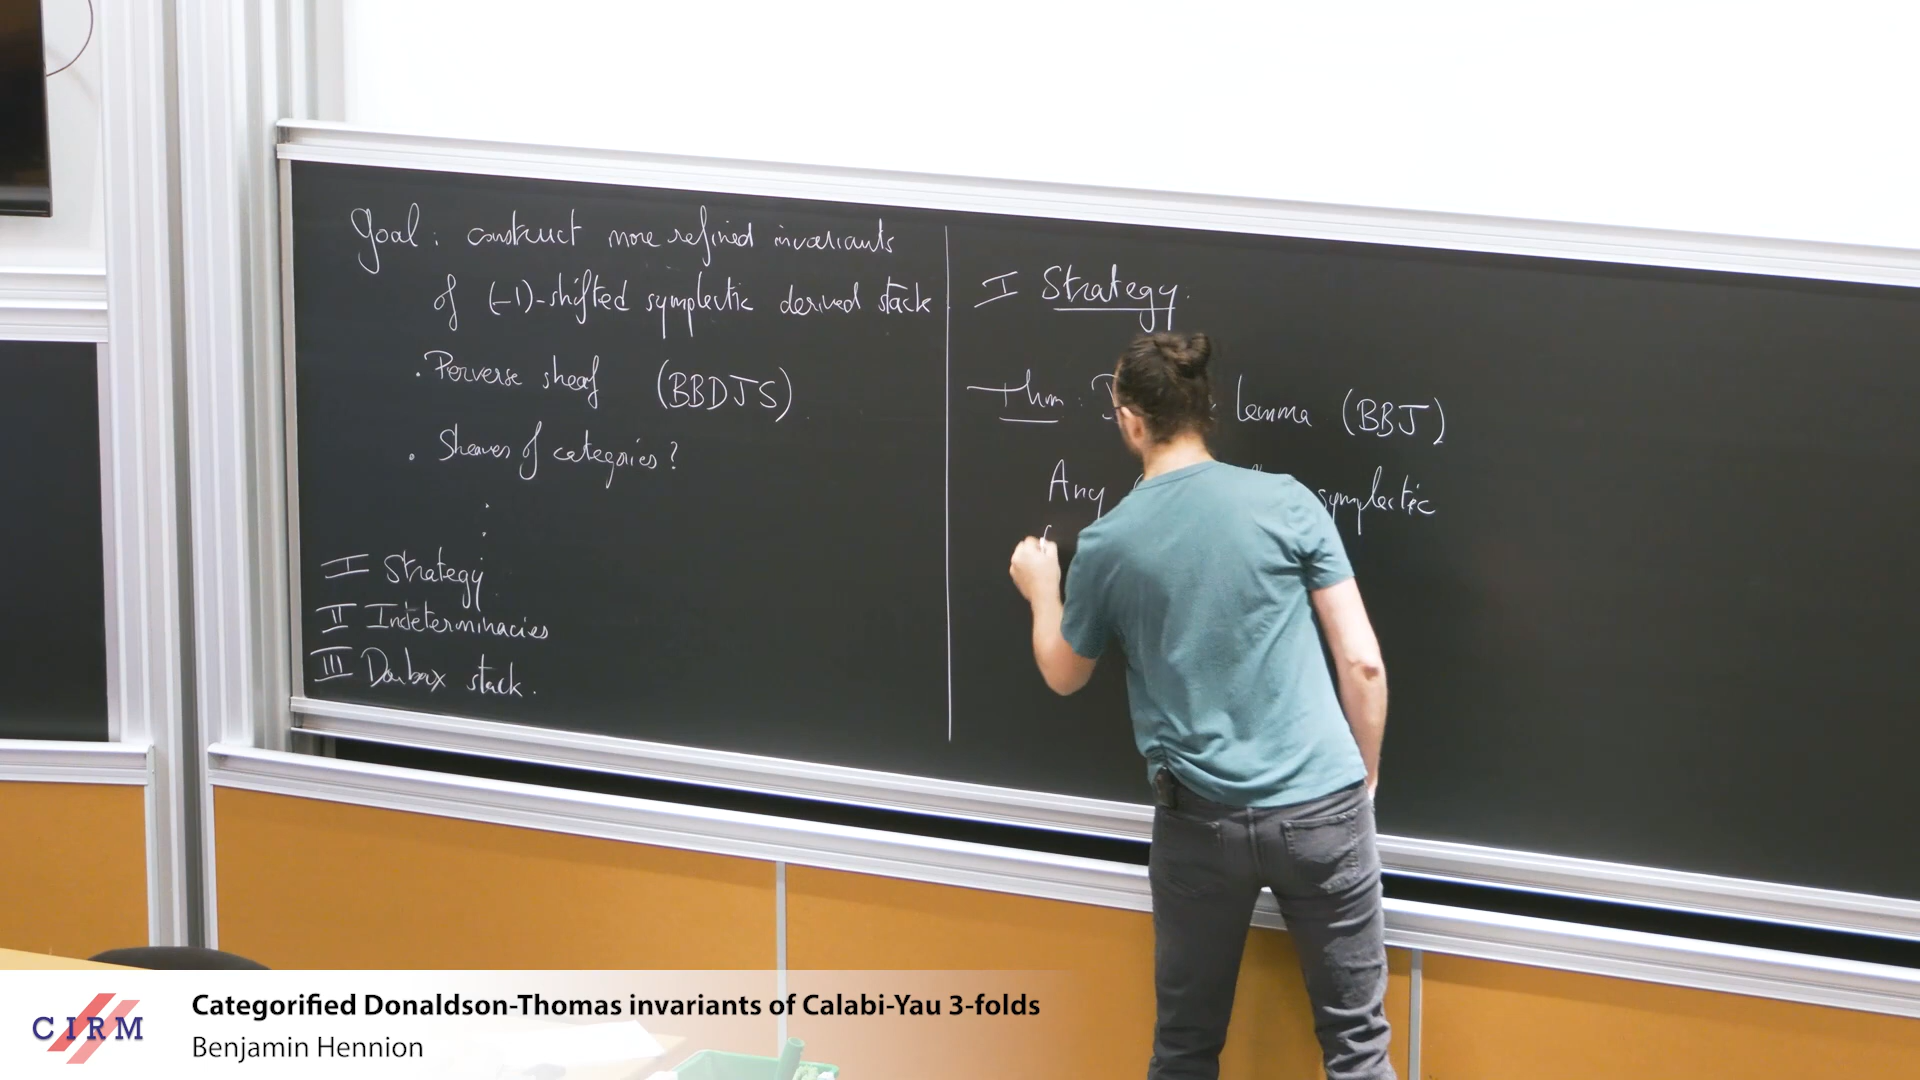 Goal : construct more refined invariants
of (-1)-shifted symplectic derived stack
. Perverse sheaf (BBDJS)
. Sheaves of categories ?
I Strategy
II Indeterminacies
III Darboux stack.
I Strategy.
Thm : lemma (BBJ)
Any symplectic
CIRM
Categorified Donaldson-Thomas invariants of Calabi-Yau 3-folds
Benjamin Hennion